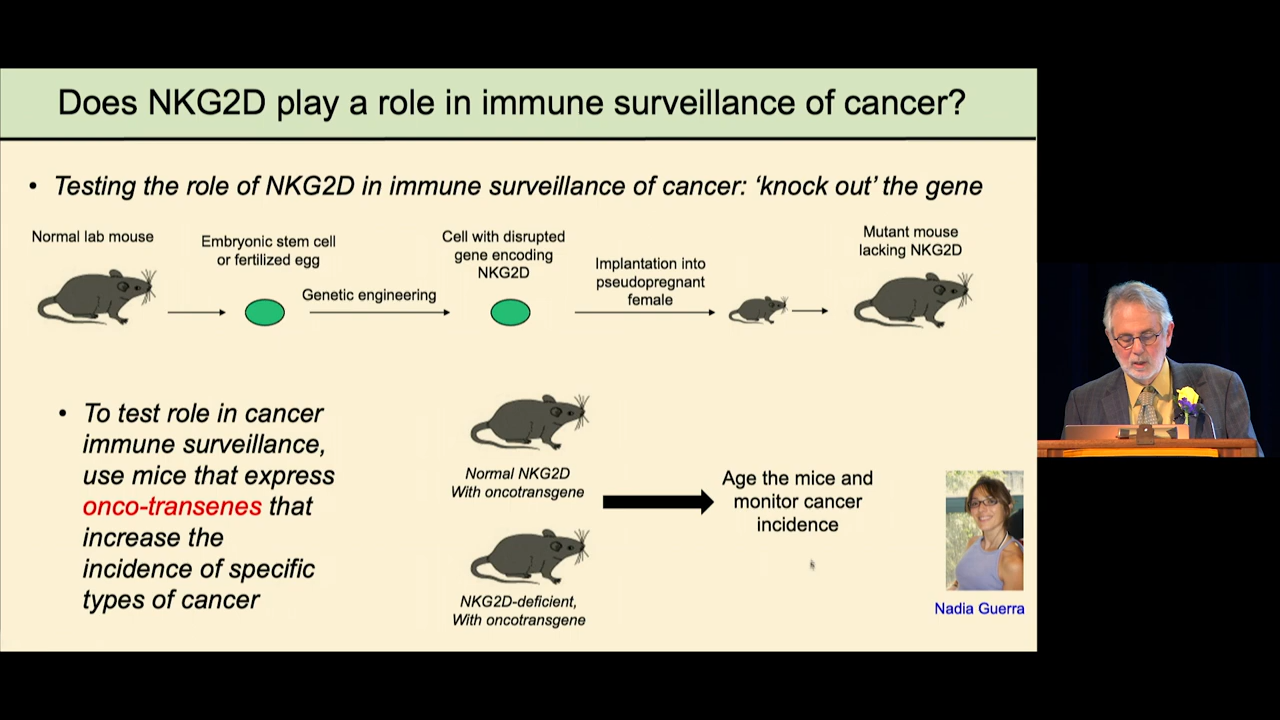 Does NKG2D play a role in immune surveillance of cancer?
• Testing the role of NKG2D in immune surveillance of cancer: ‘knock out’ the gene
Normal lab mouse
Embryonic stem cell
or fertilized egg
Genetic engineering
Cell with disrupted
gene encoding
NKG2D
Implantation into
pseudopregnant
female
Mutant mouse
lacking NKG2D
• To test role in cancer
immune surveillance,
use mice that express
onco-transenes that
increase the
incidence of specific
types of cancer
Normal NKG2D
With oncotransgene
NKG2D-deficient,
With oncotransgene
Age the mice and
monitor cancer
incidence
Nadia Guerra